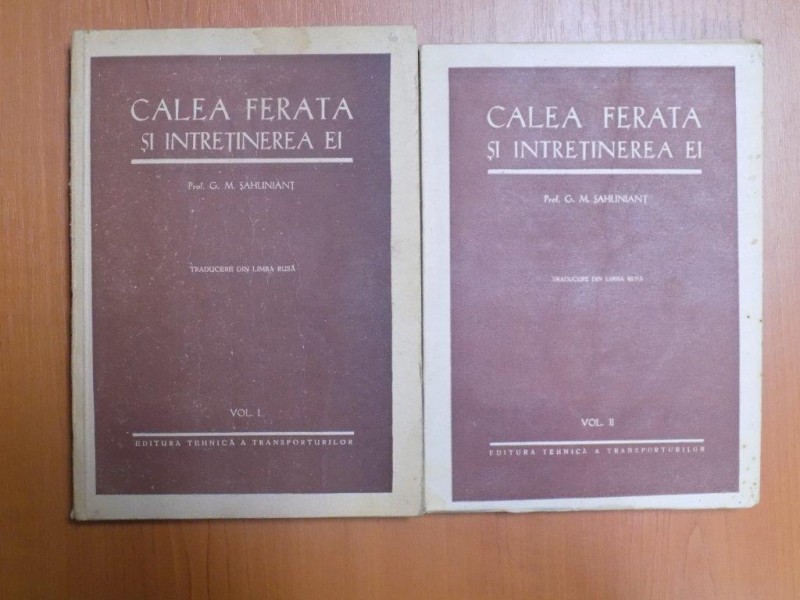 CALEA FERATA
ȘI INTREȚINEREA EI
Prof. G. M. ȘAHUNIANȚ
TRADUCERE DIN LIMBA RUSĂ
VOL. I
EDITURA TEHNICĂ A TRANSPORTURILOR
CALEA FERATA
ȘI INTREȚINEREA EI
Prof. G. M. ȘAHUNIANȚ
TRADUCERE DIN LIMBA RUSĂ
VOL. II
EDITURA TEHNICĂ A TRANSPORTURILOR